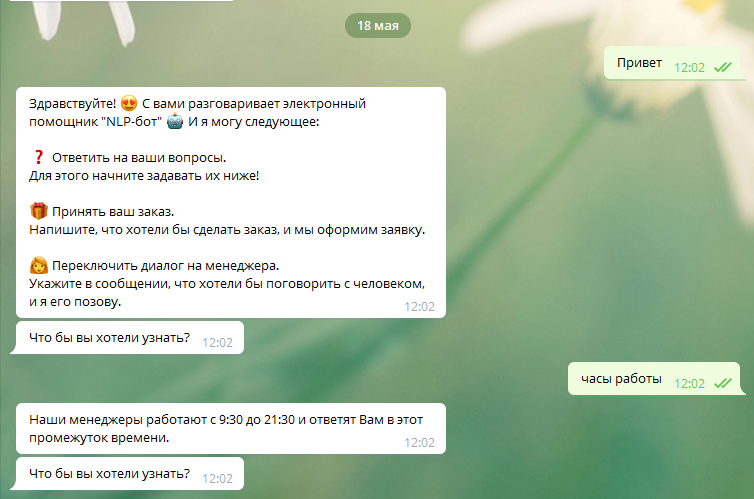 18 мая
Привет 12:02
Здравствуйте! 😍 С вами разговаривает электронный
помощник "NLP-бот" 🤖 И я могу следующее:
❓ Ответить на ваши вопросы.
Для этого начните задавать их ниже!
🎁 Принять ваш заказ.
Напишите, что хотели бы сделать заказ, и мы оформим заявку.
🙆 Переключить диалог на менеджера.
Укажите в сообщении, что хотели бы поговорить с человеком,
и я его позову. 12:02
Что бы вы хотели узнать? 12:02
часы работы 12:02
Наши менеджеры работают с 9:30 до 21:30 и ответят Вам в этот
промежуток времени. 12:02
Что бы вы хотели узнать? 12:02